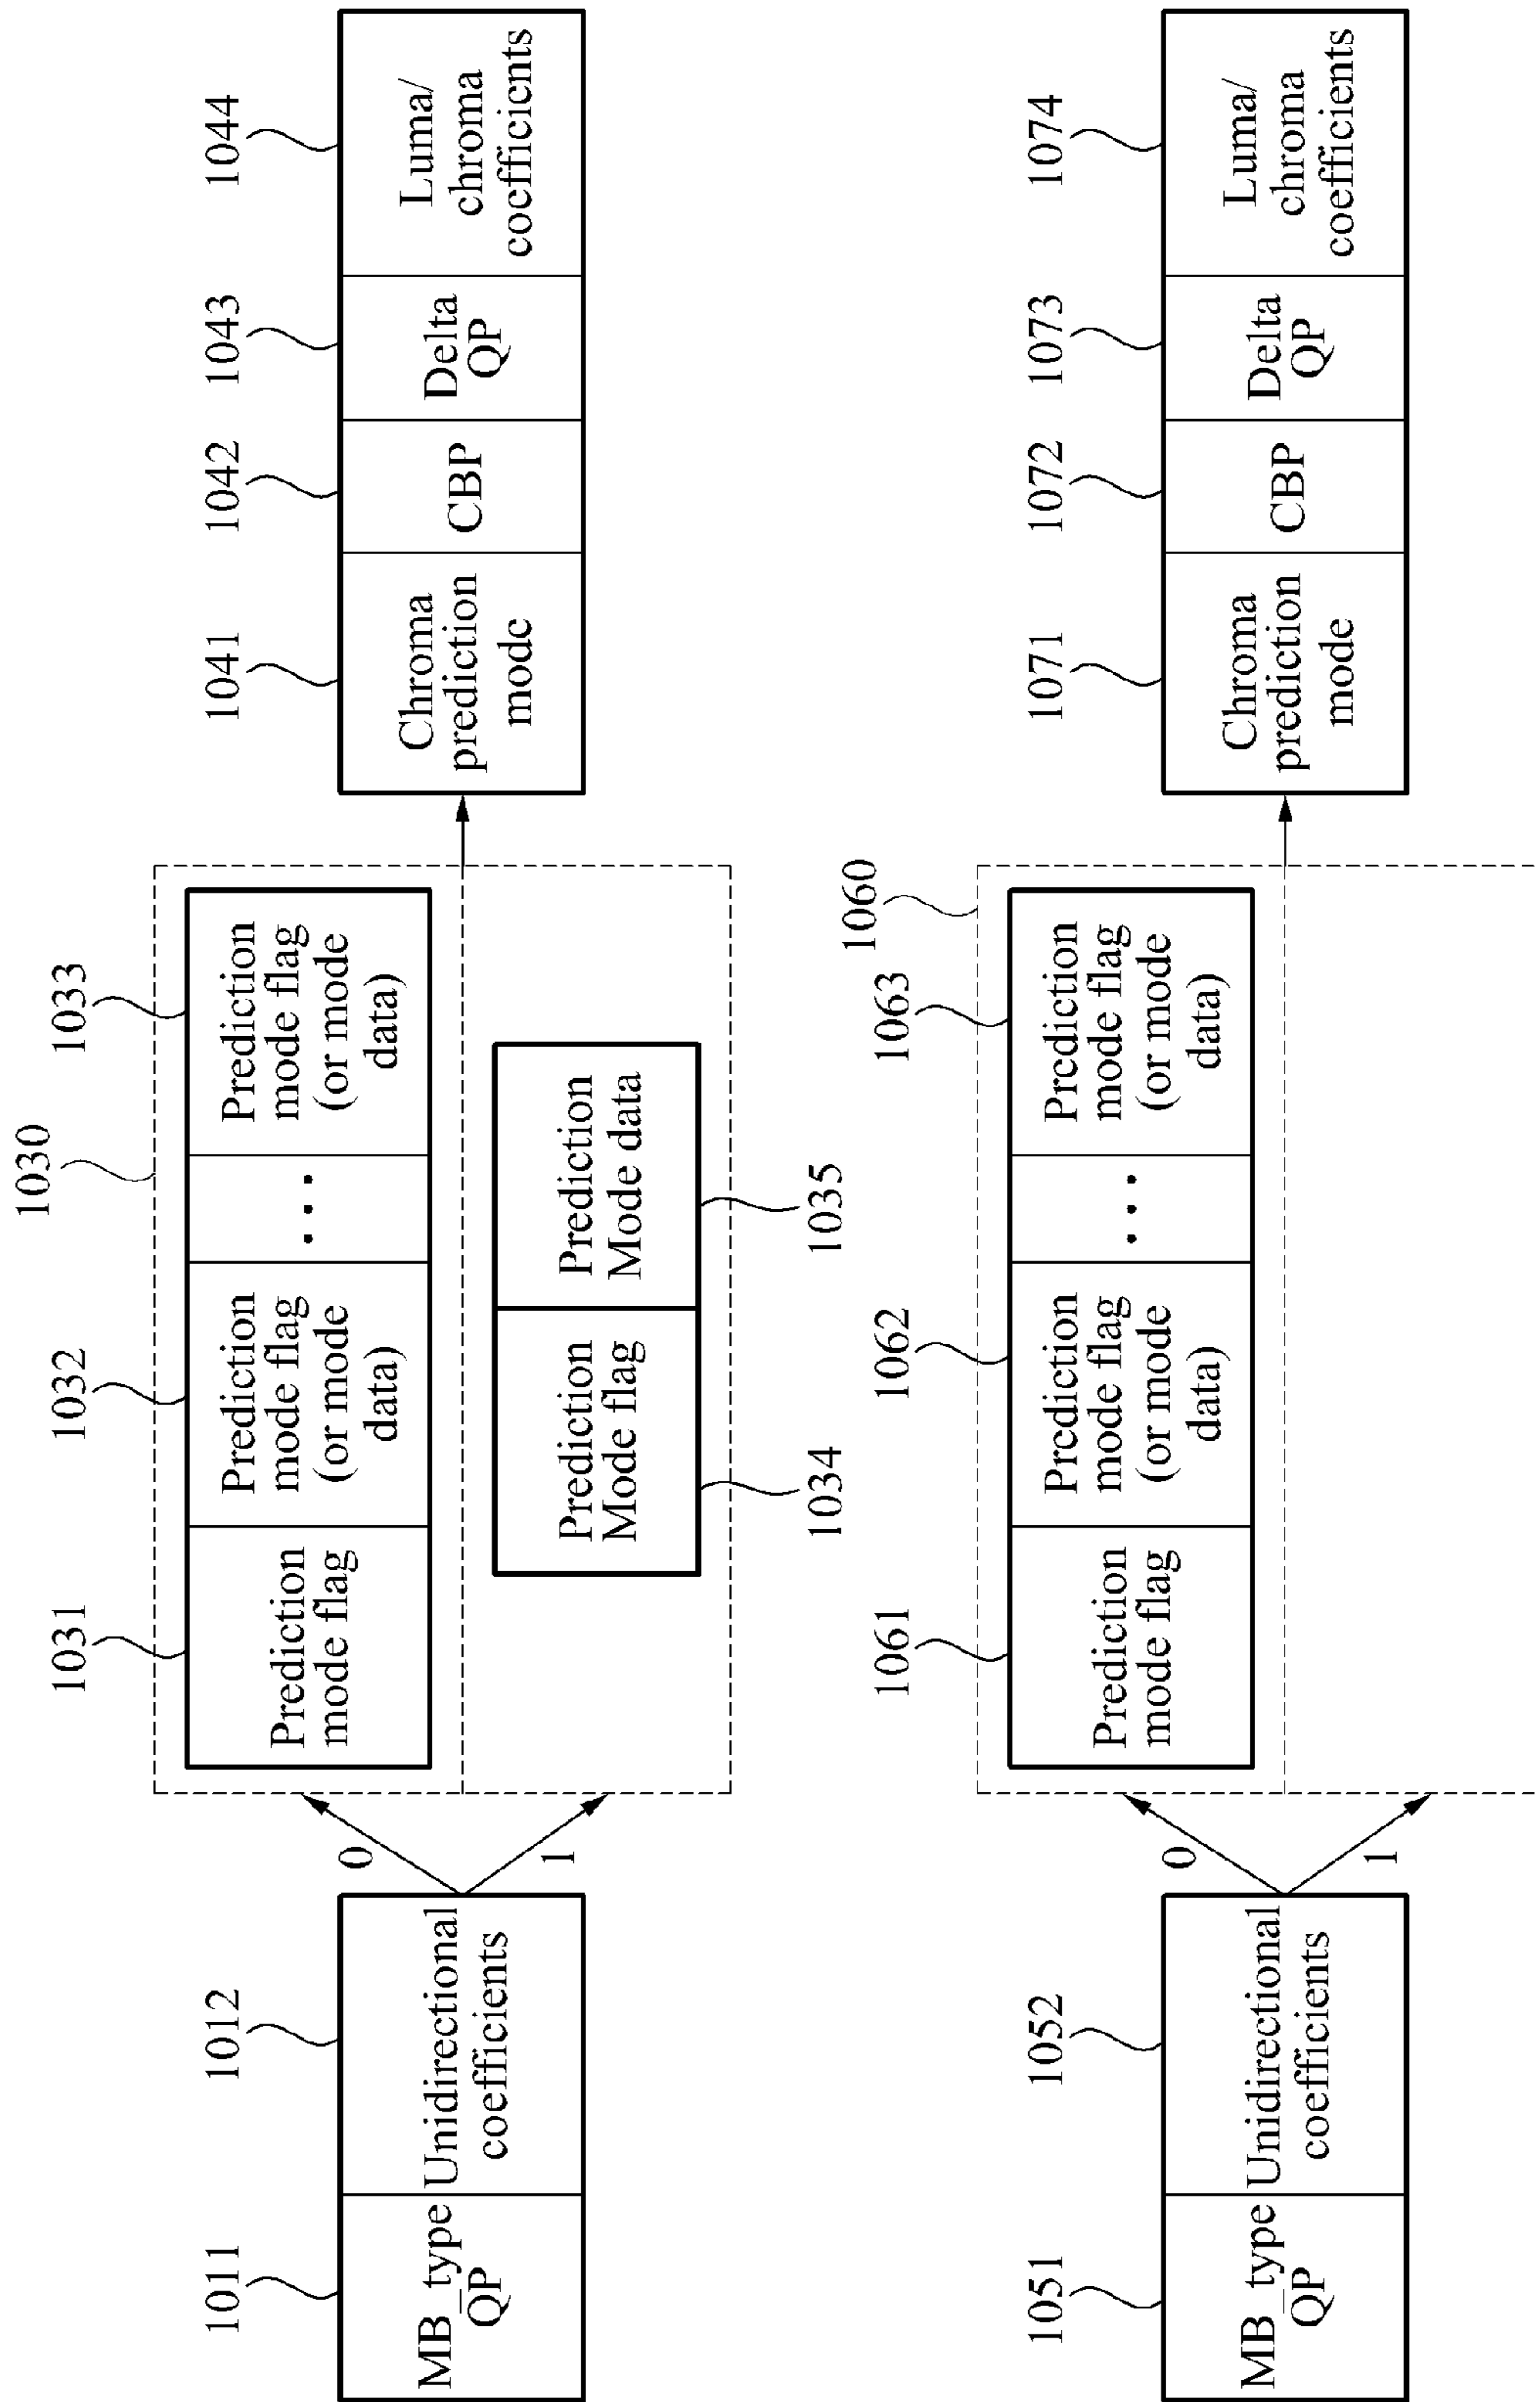 1011
MB_type
QP
1012
Unidirectional
coefficients
0
1
1030
1031
Prediction
mode flag
1032
Prediction
mode flag
(or mode
data)
...
1033
Prediction
mode flag
(or mode
data)
Prediction
Mode flag
1034
Prediction
Mode data
1035
1041
Chroma
prediction
mode
1042
CBP
1043
Delta
QP
1044
Luma/
chroma
coefficients
1051
MB_type
QP
1052
Unidirectional
coefficients
0
1
1060
1061
Prediction
mode flag
1062
Prediction
mode flag
(or mode
data)
...
1063
Prediction
mode flag
(or mode
data)
1071
Chroma
prediction
mode
1072
CBP
1073
Delta
QP
1074
Luma/
chroma
coefficients